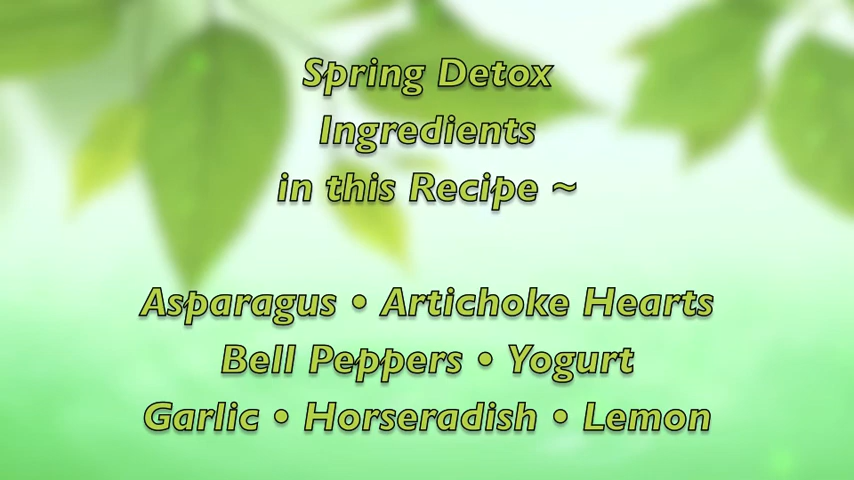 Spring Detox
Ingredients
in this Recipe ~
Asparagus • Artichoke Hearts
Bell Peppers • Yogurt
Garlic • Horseradish • Lemon